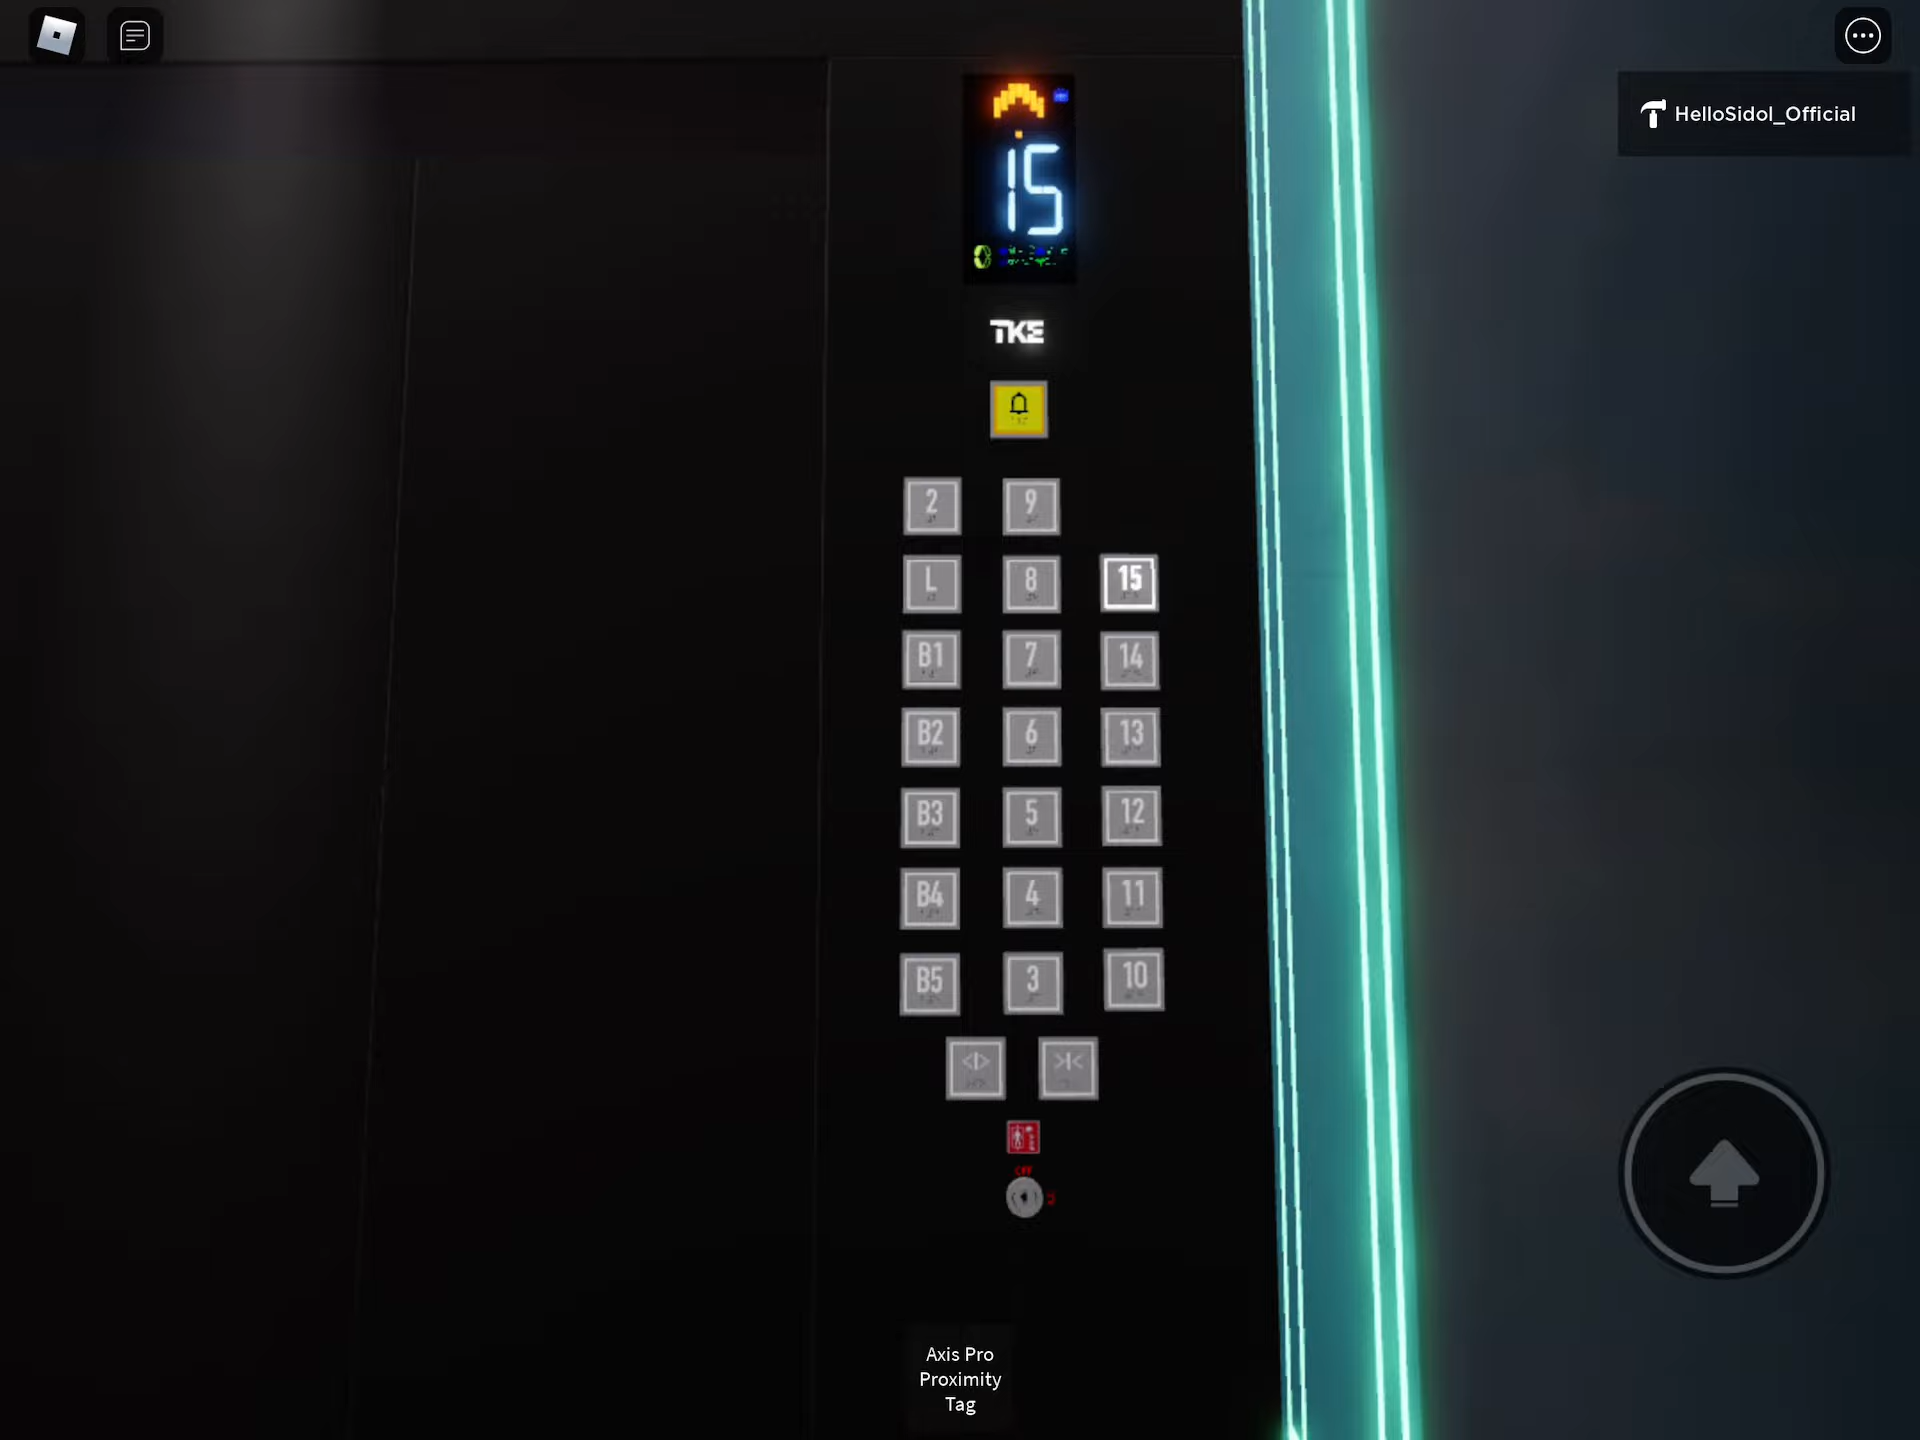 HelloSidol_Official
15
TKE
2 9
L 8 15
B1 7 14
B2 6 13
B3 5 12
B4 4 11
B5 3 10
<|> >|<
OFF
Axis Pro
Proximity
Tag